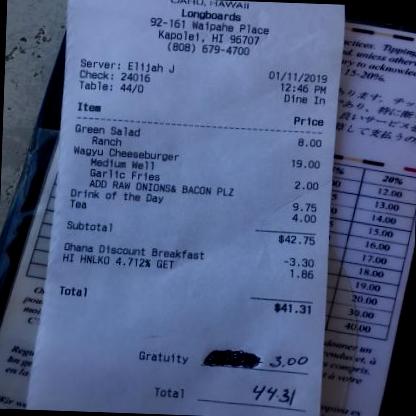 OAHU, HAWAII
Longboards
92-161 Waipahe Place
Kapolei, HI 96707
(808) 679-4700
Server: Elijah J 01/11/2019
Check: 24016 12:46 PM
Table: 44/0 Dine In
Item Price
Green Salad 8.00
Ranch
Wagyu Cheeseburger 19.00
Medium Well
Garlic Fries
ADD RAW ONIONS& BACON PLZ 2.00
Drink of the Day 9.75
Tea 4.00
Subtotal $42.75
Ohana Discount Breakfast -3.30
HI HNLKO 4.712% GET 1.86
Total $41.31
Gratuity 3.00
Total 44.31
Tipping
unless other
to acknow
15-20%.
20%
12.00
13.00
14.00
15.00
16.00
17.00
18.00
19.00
20.00
30.00
40.00